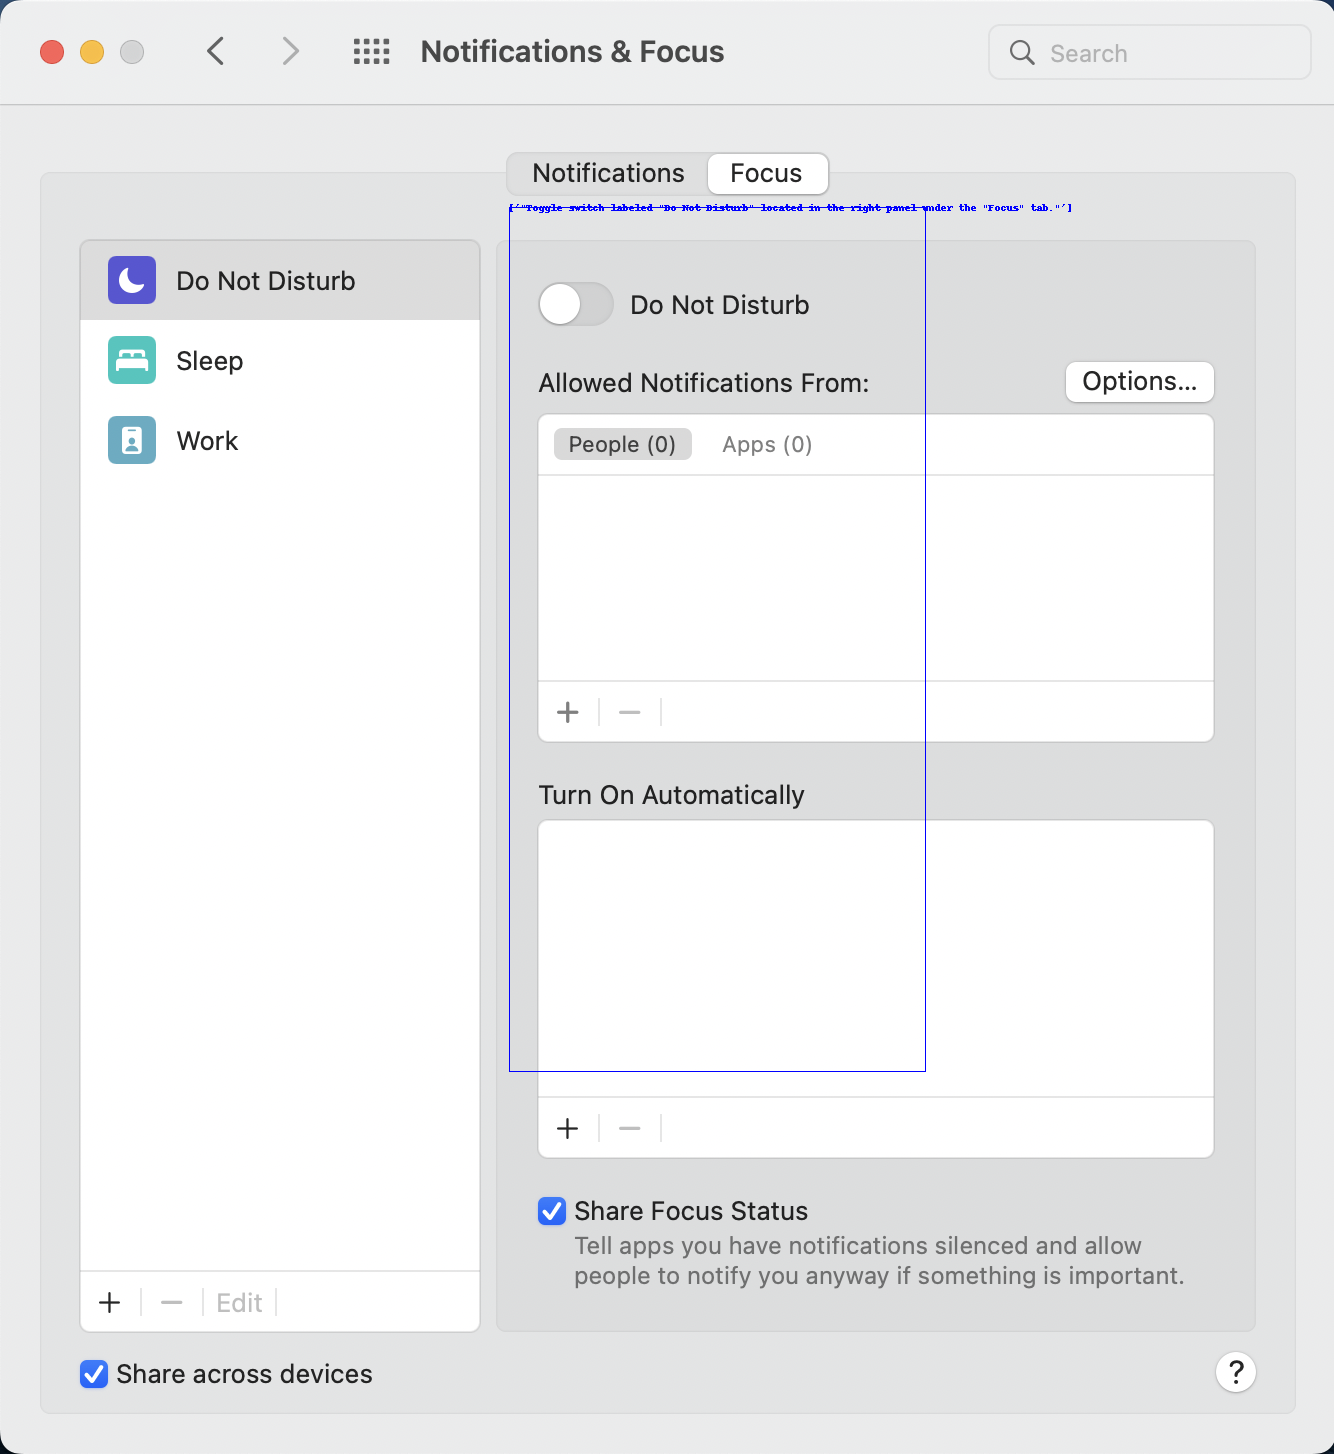 Notifications & Focus
Search
Notifications
Focus
['"Toggle switch labeled "Do Not Disturb" located in the right panel under the "Focus" tab."']
Do Not Disturb
Sleep
Work
Edit
Share across devices
Do Not Disturb
Allowed Notifications From:
Options...
People (0)
Apps (0)
Turn On Automatically
Share Focus Status
Tell apps you have notifications silenced and allow
people to notify you anyway if something is important.
?